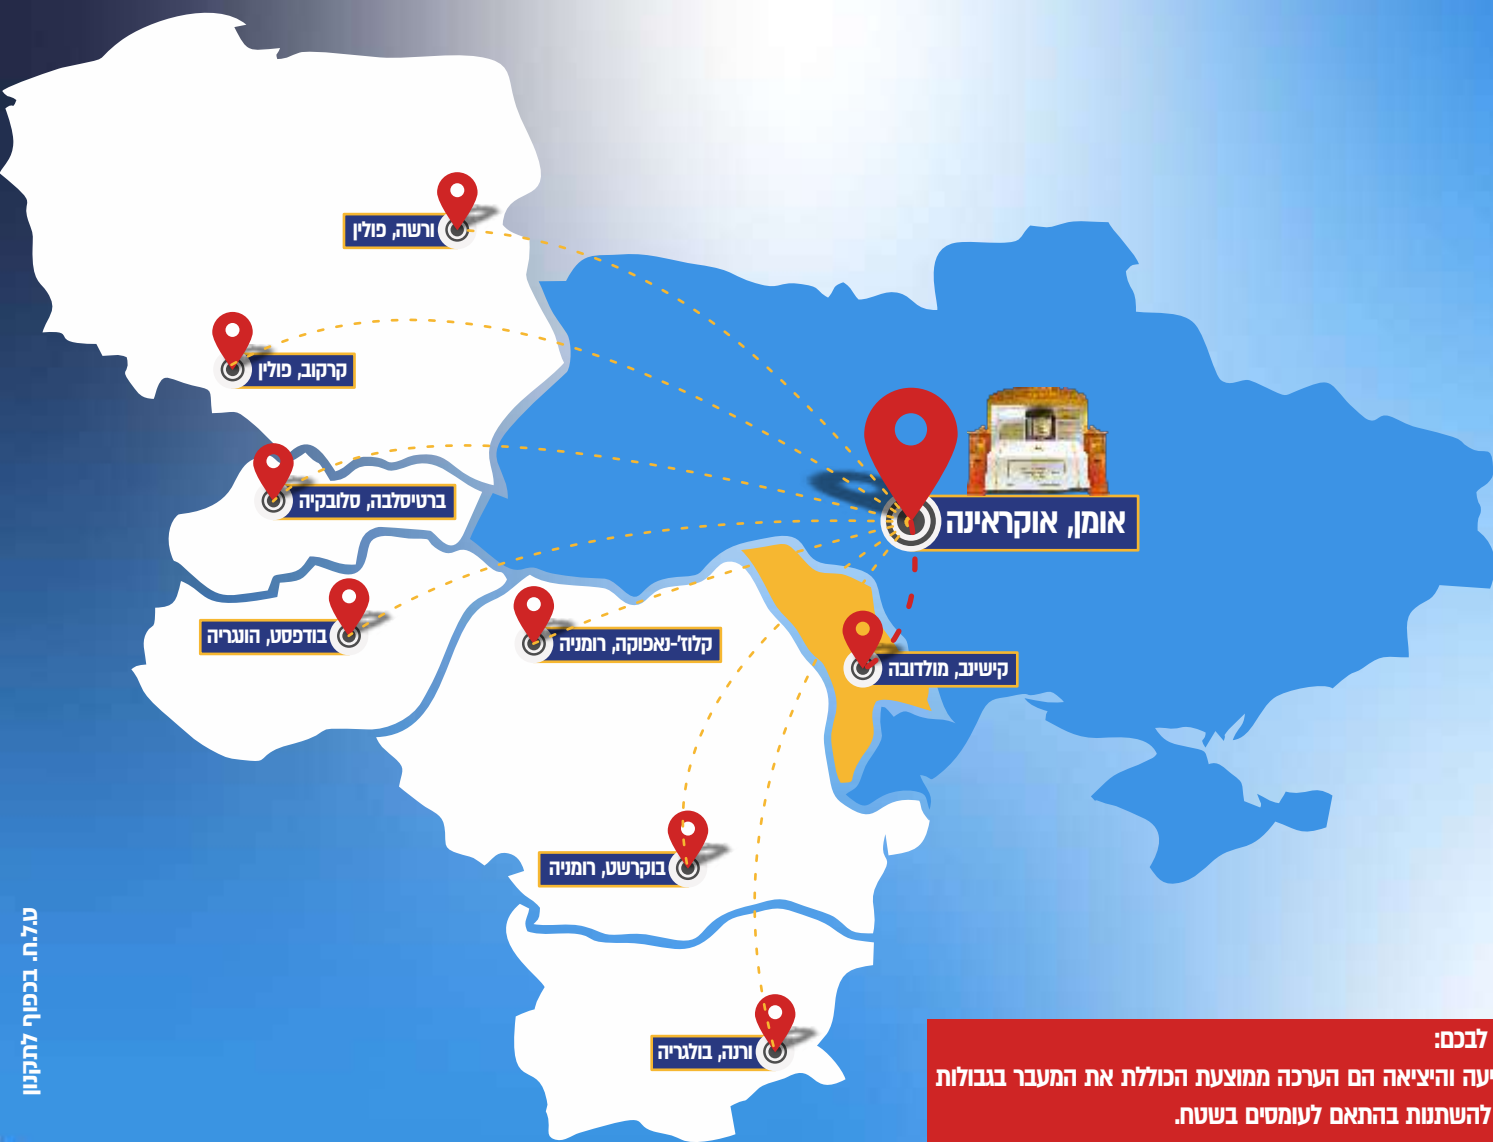 ורשה, פולין
קרקוב, פולין
ברטיסלבה, סלובקיה
אומן, אוקראינה
בודפסט, הונגריה
קלוז'-נאפוקה, רומניה
קישינב, מולדובה
בוקרשט, רומניה
ורנה, בולגריה
ט.ל.ח. בכפוף לתקנון
לבכם:
יעה והיציאה הם הערכה ממוצעת הכוללת את המעבר בגבולות
להשתנות בהתאם לעומסים בשטח.